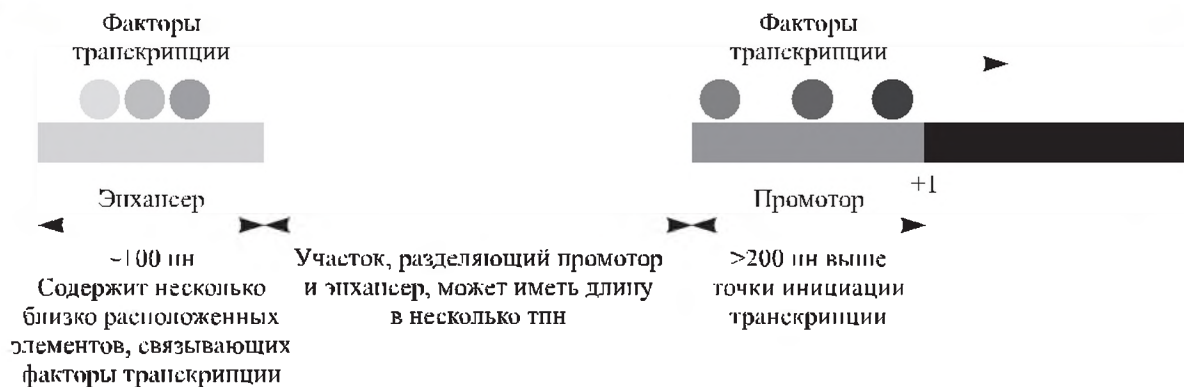 Факторы
транскрипции
Факторы
транскрипции
Энхансер
Промотор
+1
~100 пн
Содержит несколько
близко расположенных
элементов, связывающих
факторы транскрипции
Участок, разделяющий промотор
и энхансер, может иметь длину
в несколько тпн
>200 пн выше
точки инициации
транскрипции